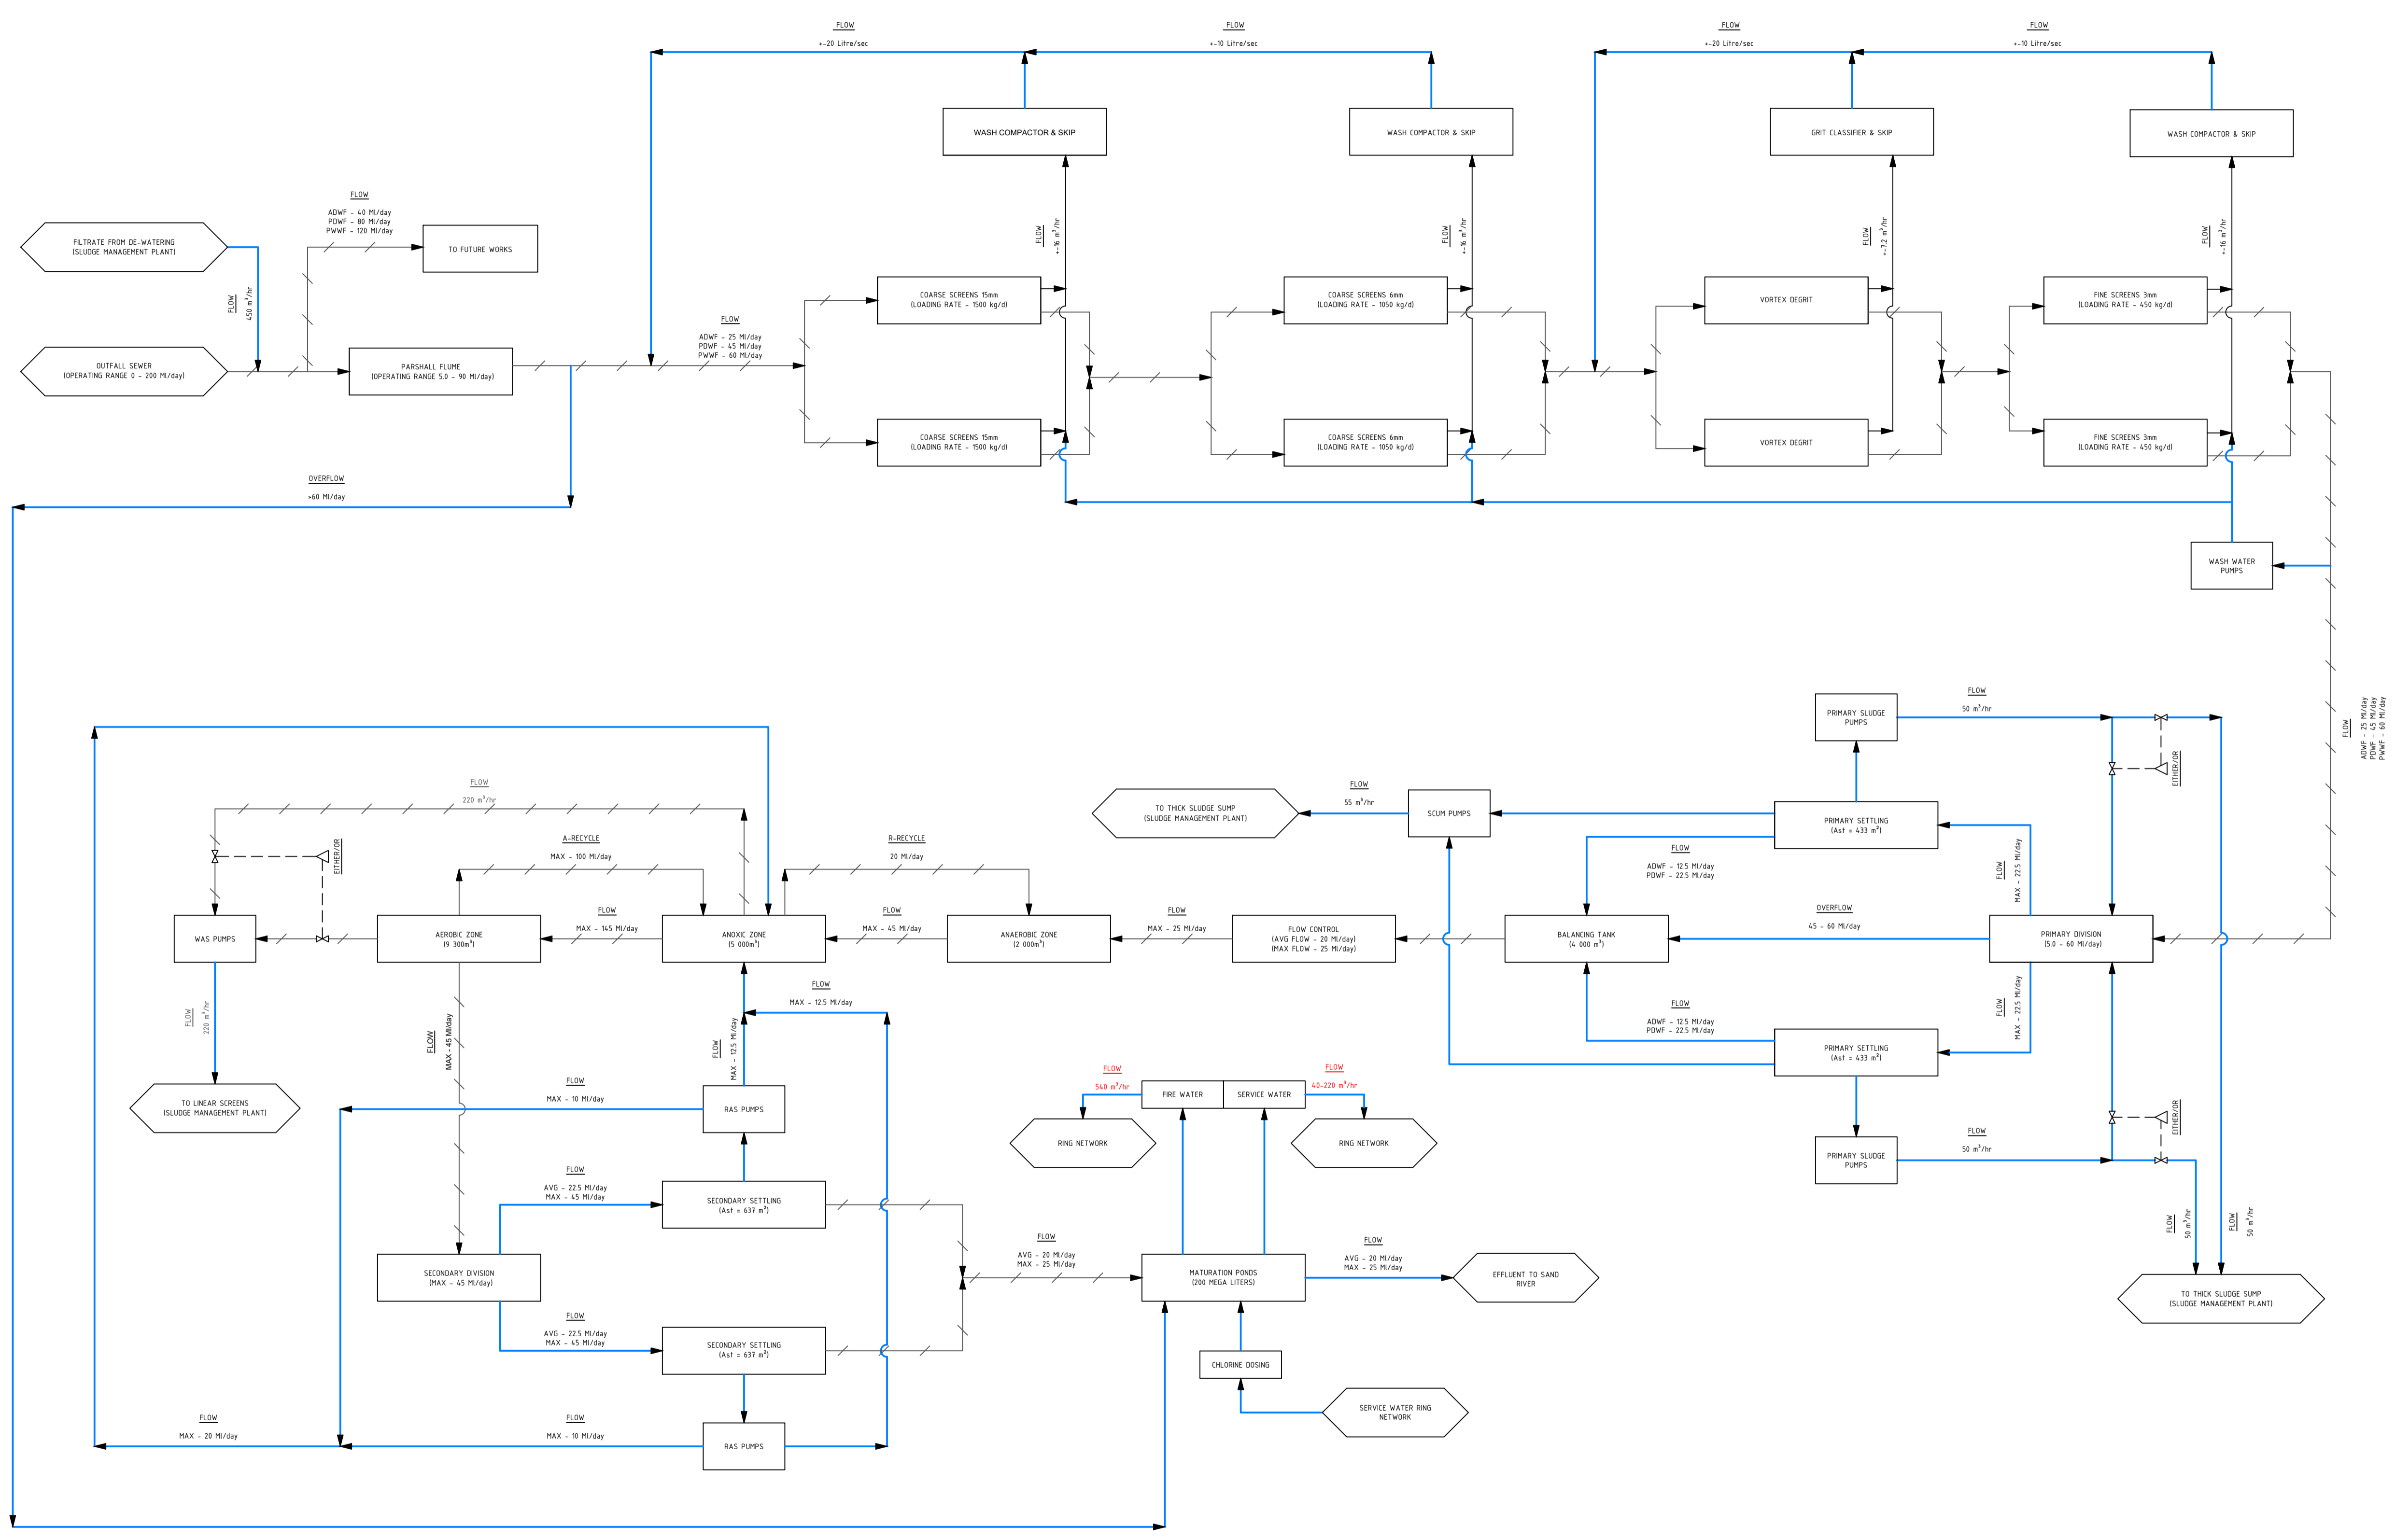 FLOW
+-20 Litre/sec
FLOW
+-10 Litre/sec
FLOW
+-20 Litre/sec
FLOW
+-10 Litre/sec
WASH COMPACTOR & SKIP
WASH COMPACTOR & SKIP
GRIT CLASSIFIER & SKIP
WASH COMPACTOR & SKIP
FLOW
ADWF - 40 Ml/day
PDWF - 80 Ml/day
PWWF - 120 Ml/day
FILTRATE FROM DE-WATERING
(SLUDGE MANAGEMENT PLANT)
TO FUTURE WORKS
FLOW
+-16 m³/hr
FLOW
+-16 m³/hr
FLOW
+-7.2 m³/hr
FLOW
+-16 m³/hr
FLOW
450 m³/hr
COARSE SCREENS 15mm
(LOADING RATE - 1500 kg/d)
COARSE SCREENS 6mm
(LOADING RATE - 1050 kg/d)
VORTEX DEGRIT
FINE SCREENS 3mm
(LOADING RATE - 450 kg/d)
FLOW
ADWF - 25 Ml/day
PDWF - 45 Ml/day
PWWF - 60 Ml/day
OUTFALL SEWER
(OPERATING RANGE 0 - 200 Ml/day)
PARSHALL FLUME
(OPERATING RANGE 5.0 - 90 Ml/day)
COARSE SCREENS 15mm
(LOADING RATE - 1500 kg/d)
COARSE SCREENS 6mm
(LOADING RATE - 1050 kg/d)
VORTEX DEGRIT
FINE SCREENS 3mm
(LOADING RATE - 450 kg/d)
OVERFLOW
>60 Ml/day
WASH WATER
PUMPS
FLOW
ADWF - 25 Ml/day
PDWF - 45 Ml/day
PWWF - 60 Ml/day
PRIMARY SLUDGE
PUMPS
FLOW
50 m³/hr
EITHER/OR
FLOW
220 m³/hr
TO THICK SLUDGE SUMP
(SLUDGE MANAGEMENT PLANT)
FLOW
55 m³/hr
SCUM PUMPS
PRIMARY SETTLING
(Ast = 433 m²)
EITHER/OR
A-RECYCLE
MAX - 100 Ml/day
R-RECYCLE
20 Ml/day
FLOW
ADWF - 12.5 Ml/day
PDWF - 22.5 Ml/day
FLOW
MAX - 22.5 Ml/day
WAS PUMPS
AEROBIC ZONE
(9 300m³)
FLOW
MAX - 145 Ml/day
ANOXIC ZONE
(5 000m³)
FLOW
MAX - 45 Ml/day
ANAEROBIC ZONE
(2 000m³)
FLOW
MAX - 25 Ml/day
FLOW CONTROL
(AVG FLOW - 20 Ml/day)
(MAX FLOW - 25 Ml/day)
BALANCING TANK
(4 000 m³)
OVERFLOW
45 - 60 Ml/day
PRIMARY DIVISION
(5.0 - 60 Ml/day)
FLOW
220 m³/hr
FLOW
MAX - 45 Ml/day
FLOW
MAX - 12.5 Ml/day
FLOW
MAX - 12.5 Ml/day
FLOW
ADWF - 12.5 Ml/day
PDWF - 22.5 Ml/day
FLOW
MAX - 22.5 Ml/day
PRIMARY SETTLING
(Ast = 433 m²)
TO LINEAR SCREENS
(SLUDGE MANAGEMENT PLANT)
FLOW
MAX - 10 Ml/day
RAS PUMPS
FLOW
540 m³/hr
FIRE WATER
SERVICE WATER
FLOW
40-220 m³/hr
RING NETWORK
RING NETWORK
PRIMARY SLUDGE
PUMPS
FLOW
50 m³/hr
EITHER/OR
FLOW
AVG - 22.5 Ml/day
MAX - 45 Ml/day
SECONDARY SETTLING
(Ast = 637 m²)
FLOW
50 m³/hr
FLOW
50 m³/hr
SECONDARY DIVISION
(MAX - 45 Ml/day)
FLOW
AVG - 20 Ml/day
MAX - 25 Ml/day
MATURATION PONDS
(200 MEGA LITERS)
FLOW
AVG - 20 Ml/day
MAX - 25 Ml/day
EFFLUENT TO SAND
RIVER
TO THICK SLUDGE SUMP
(SLUDGE MANAGEMENT PLANT)
FLOW
AVG - 22.5 Ml/day
MAX - 45 Ml/day
SECONDARY SETTLING
(Ast = 637 m²)
CHLORINE DOSING
SERVICE WATER RING
NETWORK
FLOW
MAX - 20 Ml/day
FLOW
MAX - 10 Ml/day
RAS PUMPS